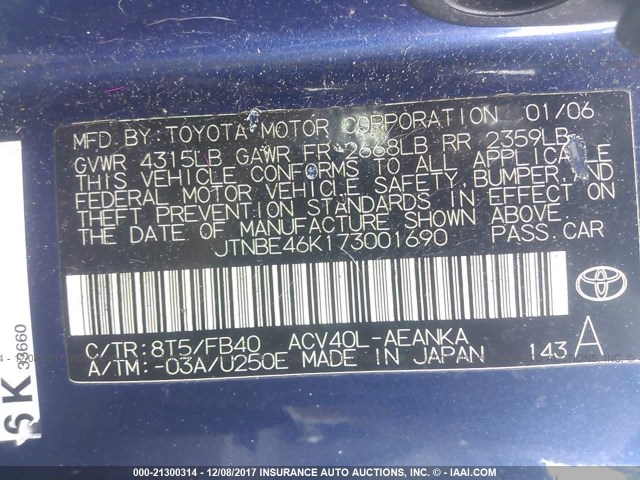 MFD BY: TOYOTA MOTOR CORPORATION 01/06
GVWR 4315LB GAWR FR 2668LB RR 2359LB
THIS VEHICLE CONFORMS TO ALL APPLICABLE
FEDERAL MOTOR VEHICLE SAFETY, BUMPER, AND
THEFT PREVENTION STANDARDS IN EFFECT ON
THE DATE OF MANUFACTURE SHOWN ABOVE.
JTNBE46K173001690 PASS. CAR
TOYOTA
C/TR: 8T5/FB40 ACV40L-AEANKA
A/TM: -03A/U250E MADE IN JAPAN 143 A
6K
33660
000-21300314 - 12/08/2017 - INSURANCE AUTO AUCTIONS, INC. - © - IAAI.COM